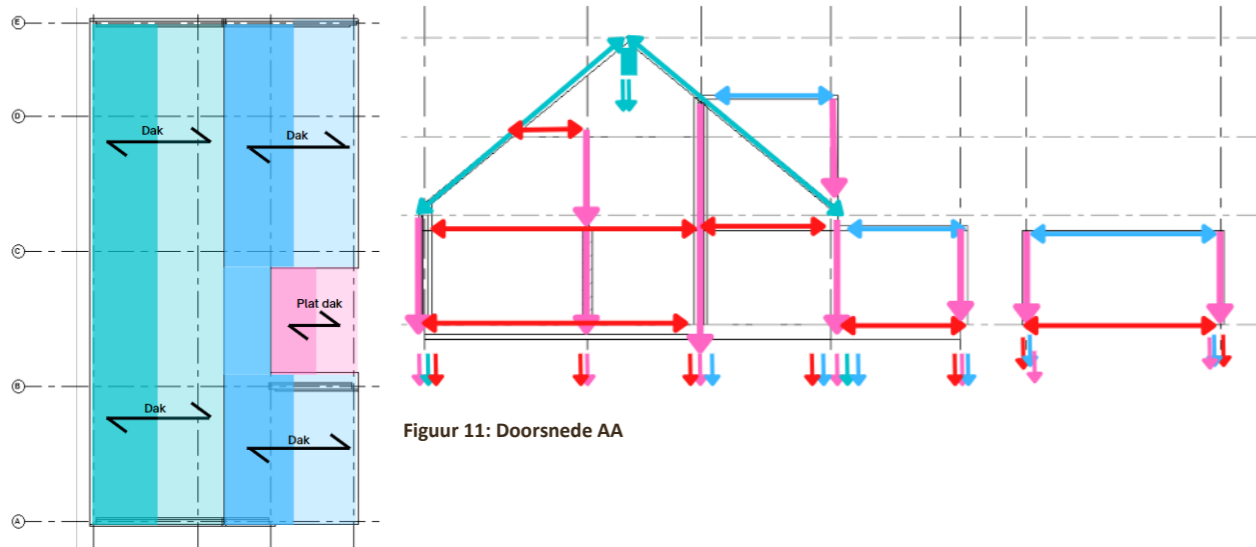 E
D
Dak
Dak
C
Plat dak
B
Dak
Dak
A
Figuur 11: Doorsnede AA